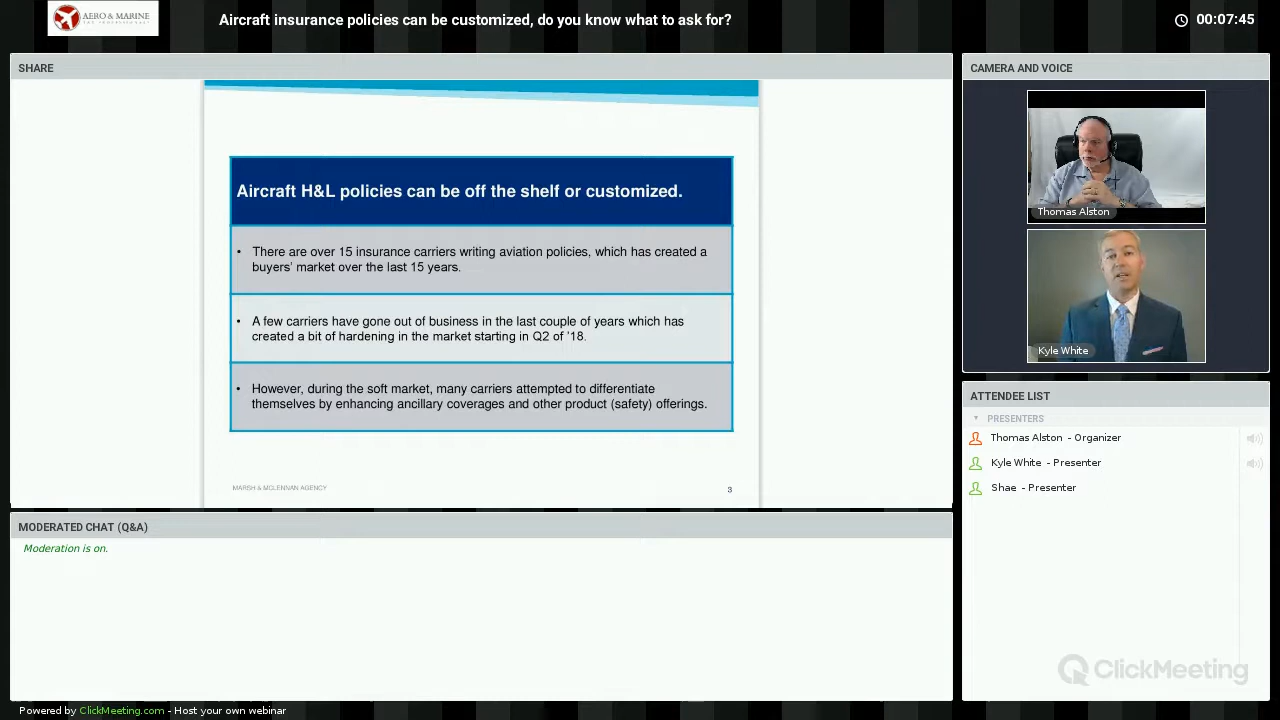 AERO & MARINE
TAX PROFESSIONALS
Aircraft insurance policies can be customized, do you know what to ask for?
00:07:45
SHARE
Aircraft H&L policies can be off the shelf or customized.
• There are over 15 insurance carriers writing aviation policies, which has created a
buyers' market over the last 15 years.
• A few carriers have gone out of business in the last couple of years which has
created a bit of hardening in the market starting in Q2 of '18.
• However, during the soft market, many carriers attempted to differentiate
themselves by enhancing ancillary coverages and other product (safety) offerings.
MARSH & MCLENNAN AGENCY
3
CAMERA AND VOICE
Thomas Alston
Kyle White
ATTENDEE LIST
PRESENTERS
Thomas Alston - Organizer
Kyle White - Presenter
Shae - Presenter
MODERATED CHAT (Q&A)
Moderation is on.
ClickMeeting
Powered by ClickMeeting.com - Host your own webinar